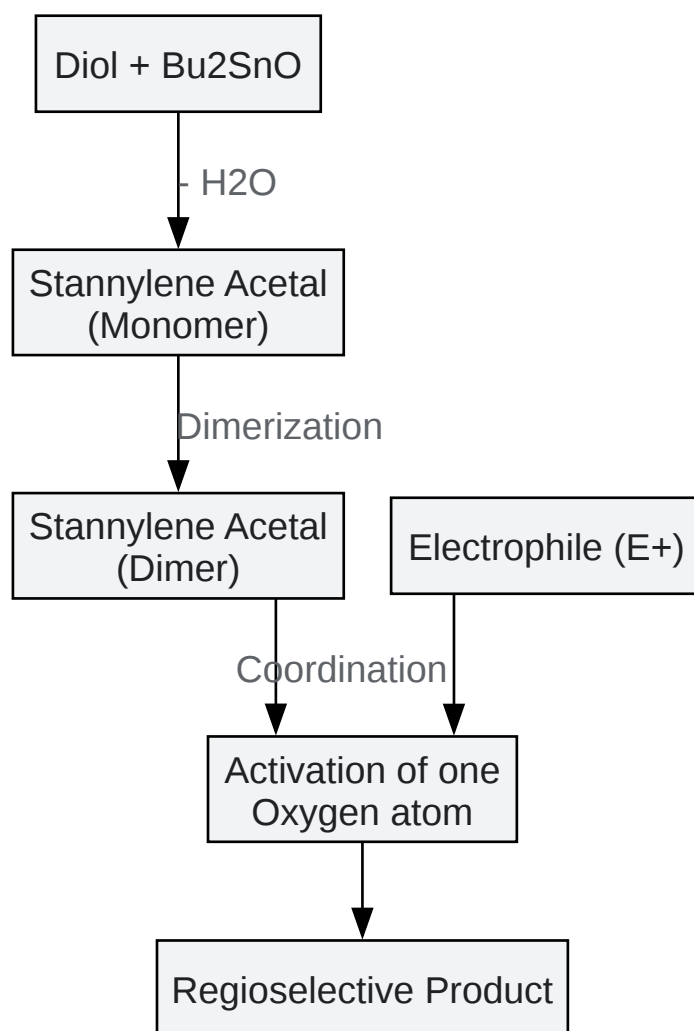 Diol + Bu2SnO
- H2O
Stannylene Acetal
(Monomer)
Dimerization
Stannylene Acetal
(Dimer)
Electrophile (E+)
Coordination
Activation of one
Oxygen atom
Regioselective Product